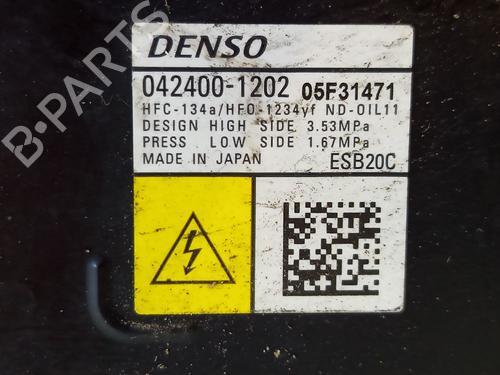 B-PARTS
DENSO
042400-1202 05F31471
HFC-134a/HFO-1234yf ND-OIL11
DESIGN HIGH SIDE 3.53MPa
PRESS LOW SIDE 1.67MPa
MADE IN JAPAN ESB20C